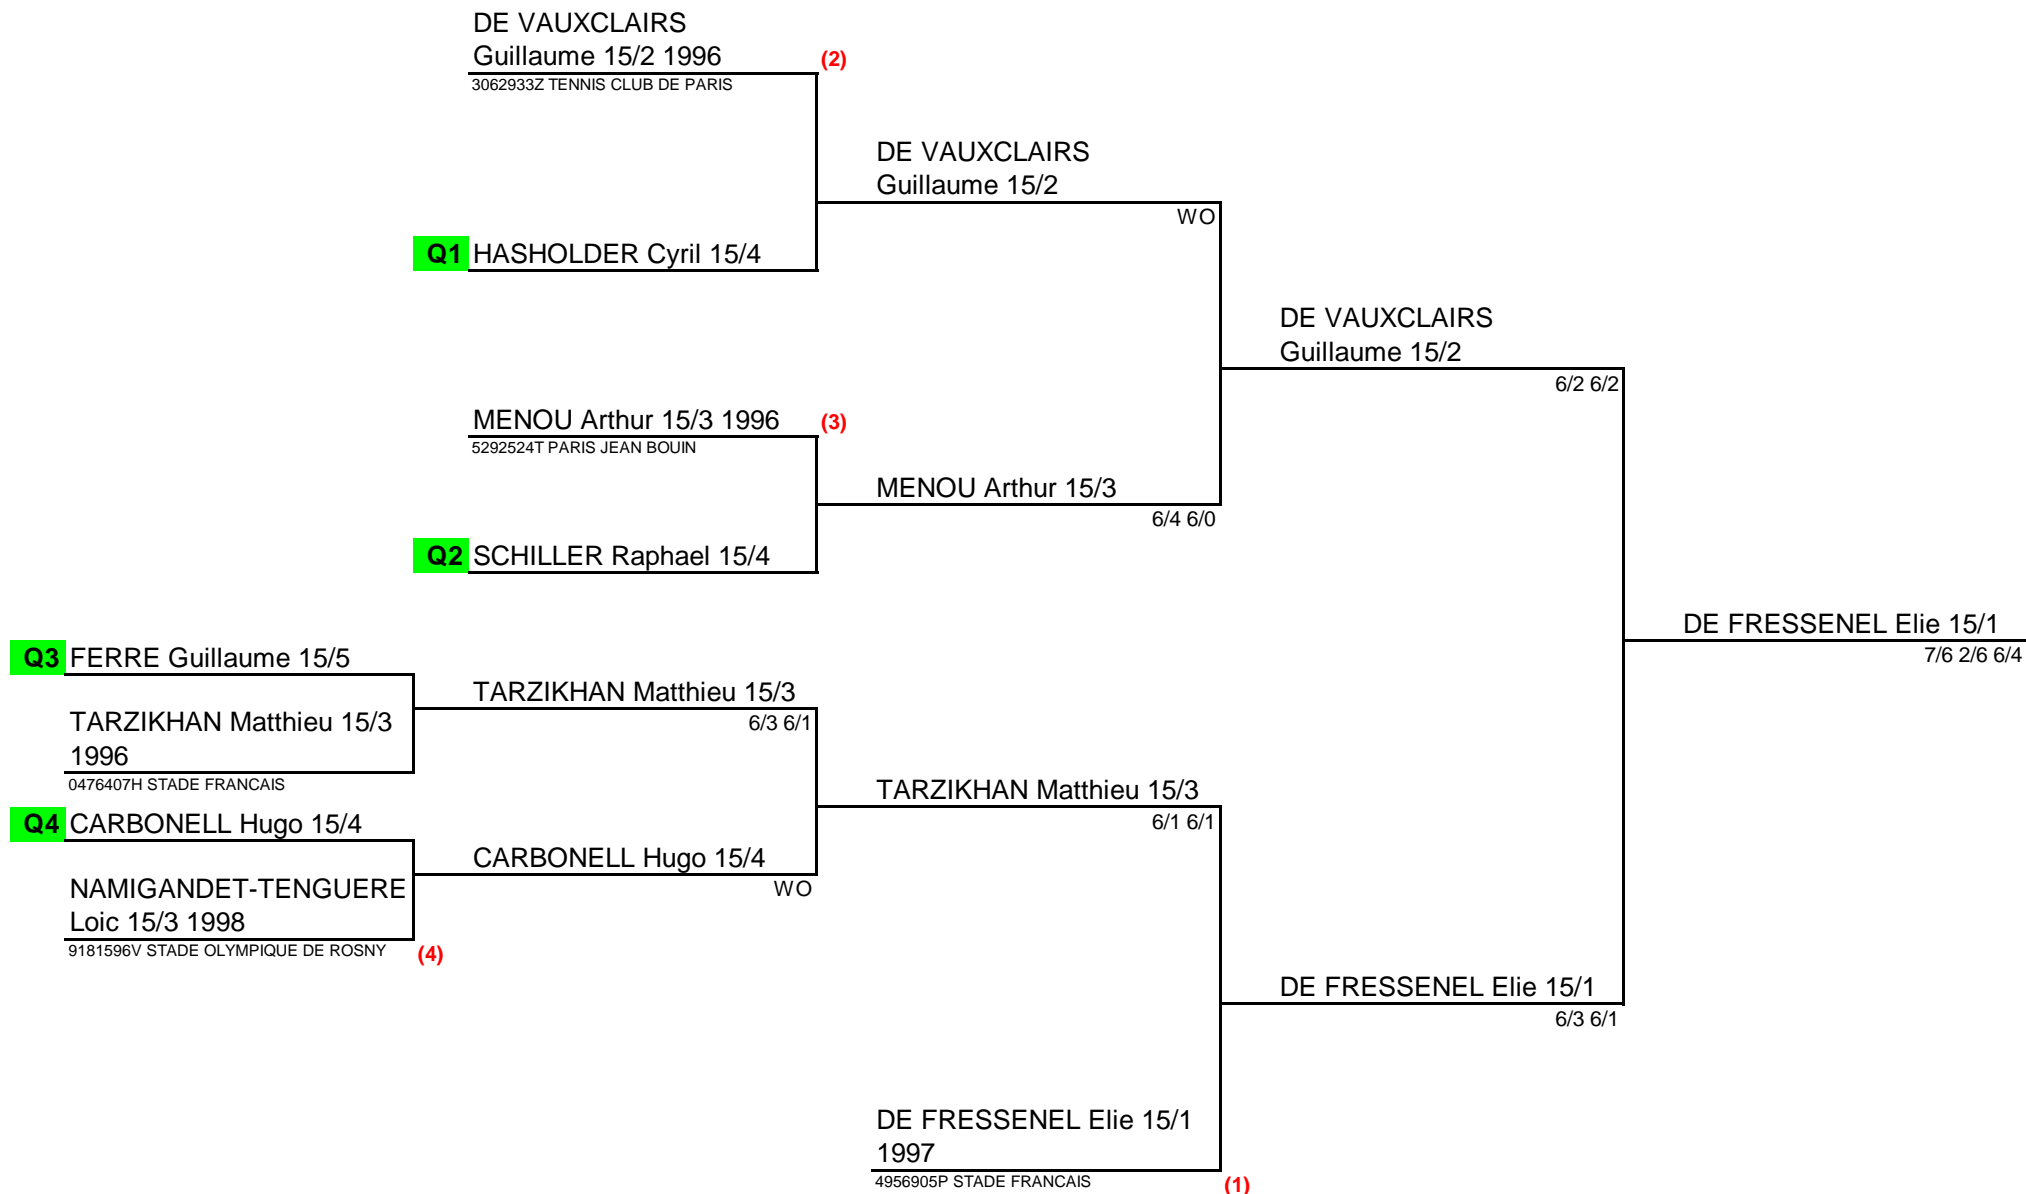 DE VAUXCLAIRS
Guillaume 15/2 1996
(2)
3062933Z TENNIS CLUB DE PARIS
DE VAUXCLAIRS
Guillaume 15/2
WO
Q1 HASHOLDER Cyril 15/4
DE VAUXCLAIRS
Guillaume 15/2
6/2 6/2
MENOU Arthur 15/3 1996
(3)
5292524T PARIS JEAN BOUIN
MENOU Arthur 15/3
6/4 6/0
Q2 SCHILLER Raphael 15/4
DE FRESSENEL Elie 15/1
7/6 2/6 6/4
Q3 FERRE Guillaume 15/5
TARZIKHAN Matthieu 15/3
6/3 6/1
TARZIKHAN Matthieu 15/3
1996
0476407H STADE FRANCAIS
TARZIKHAN Matthieu 15/3
6/1 6/1
Q4 CARBONELL Hugo 15/4
CARBONELL Hugo 15/4
WO
NAMIGANDET-TENGUERE
Loic 15/3 1998
9181596V STADE OLYMPIQUE DE ROSNY
(4)
DE FRESSENEL Elie 15/1
6/3 6/1
DE FRESSENEL Elie 15/1
1997
4956905P STADE FRANCAIS
(1)